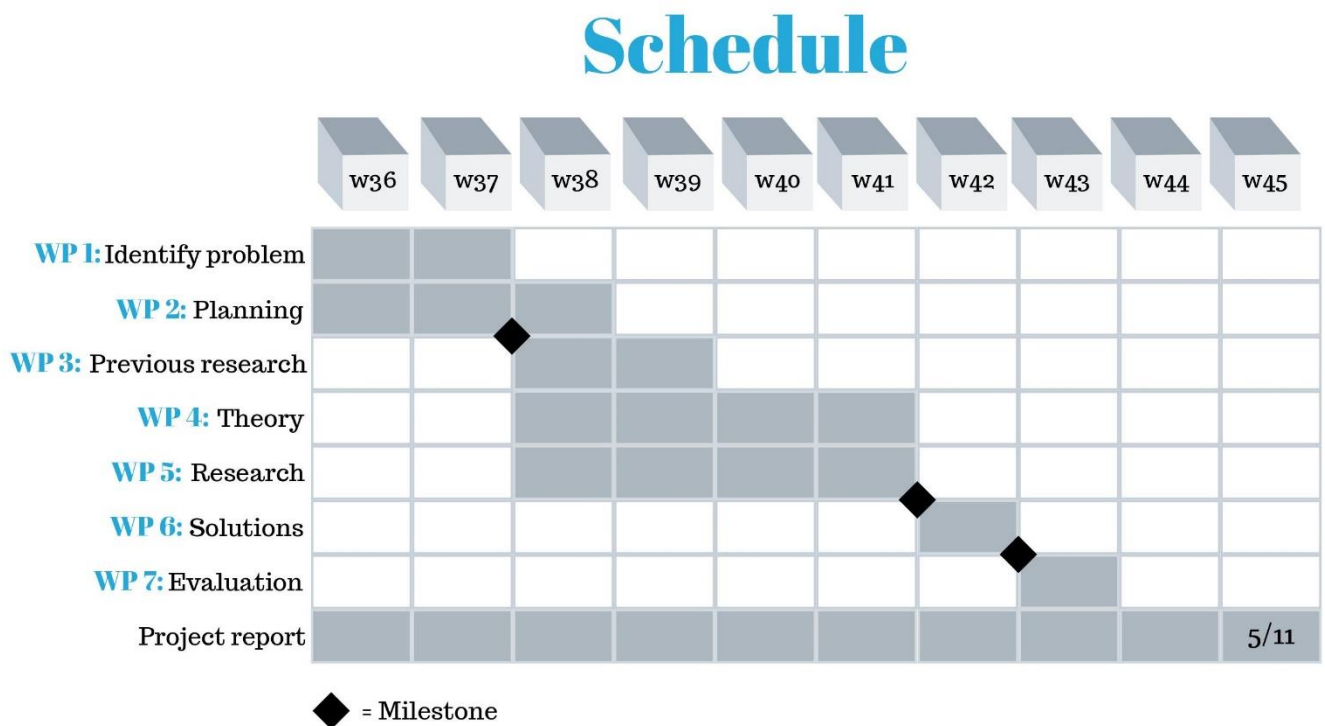 Schedule
w36 w37 w38 w39 w40 w41 w42 w43 w44 w45
WP 1: Identify problem
WP 2: Planning
WP 3: Previous research
WP 4: Theory
WP 5: Research
WP 6: Solutions
WP 7: Evaluation
Project report 5/11
= Milestone